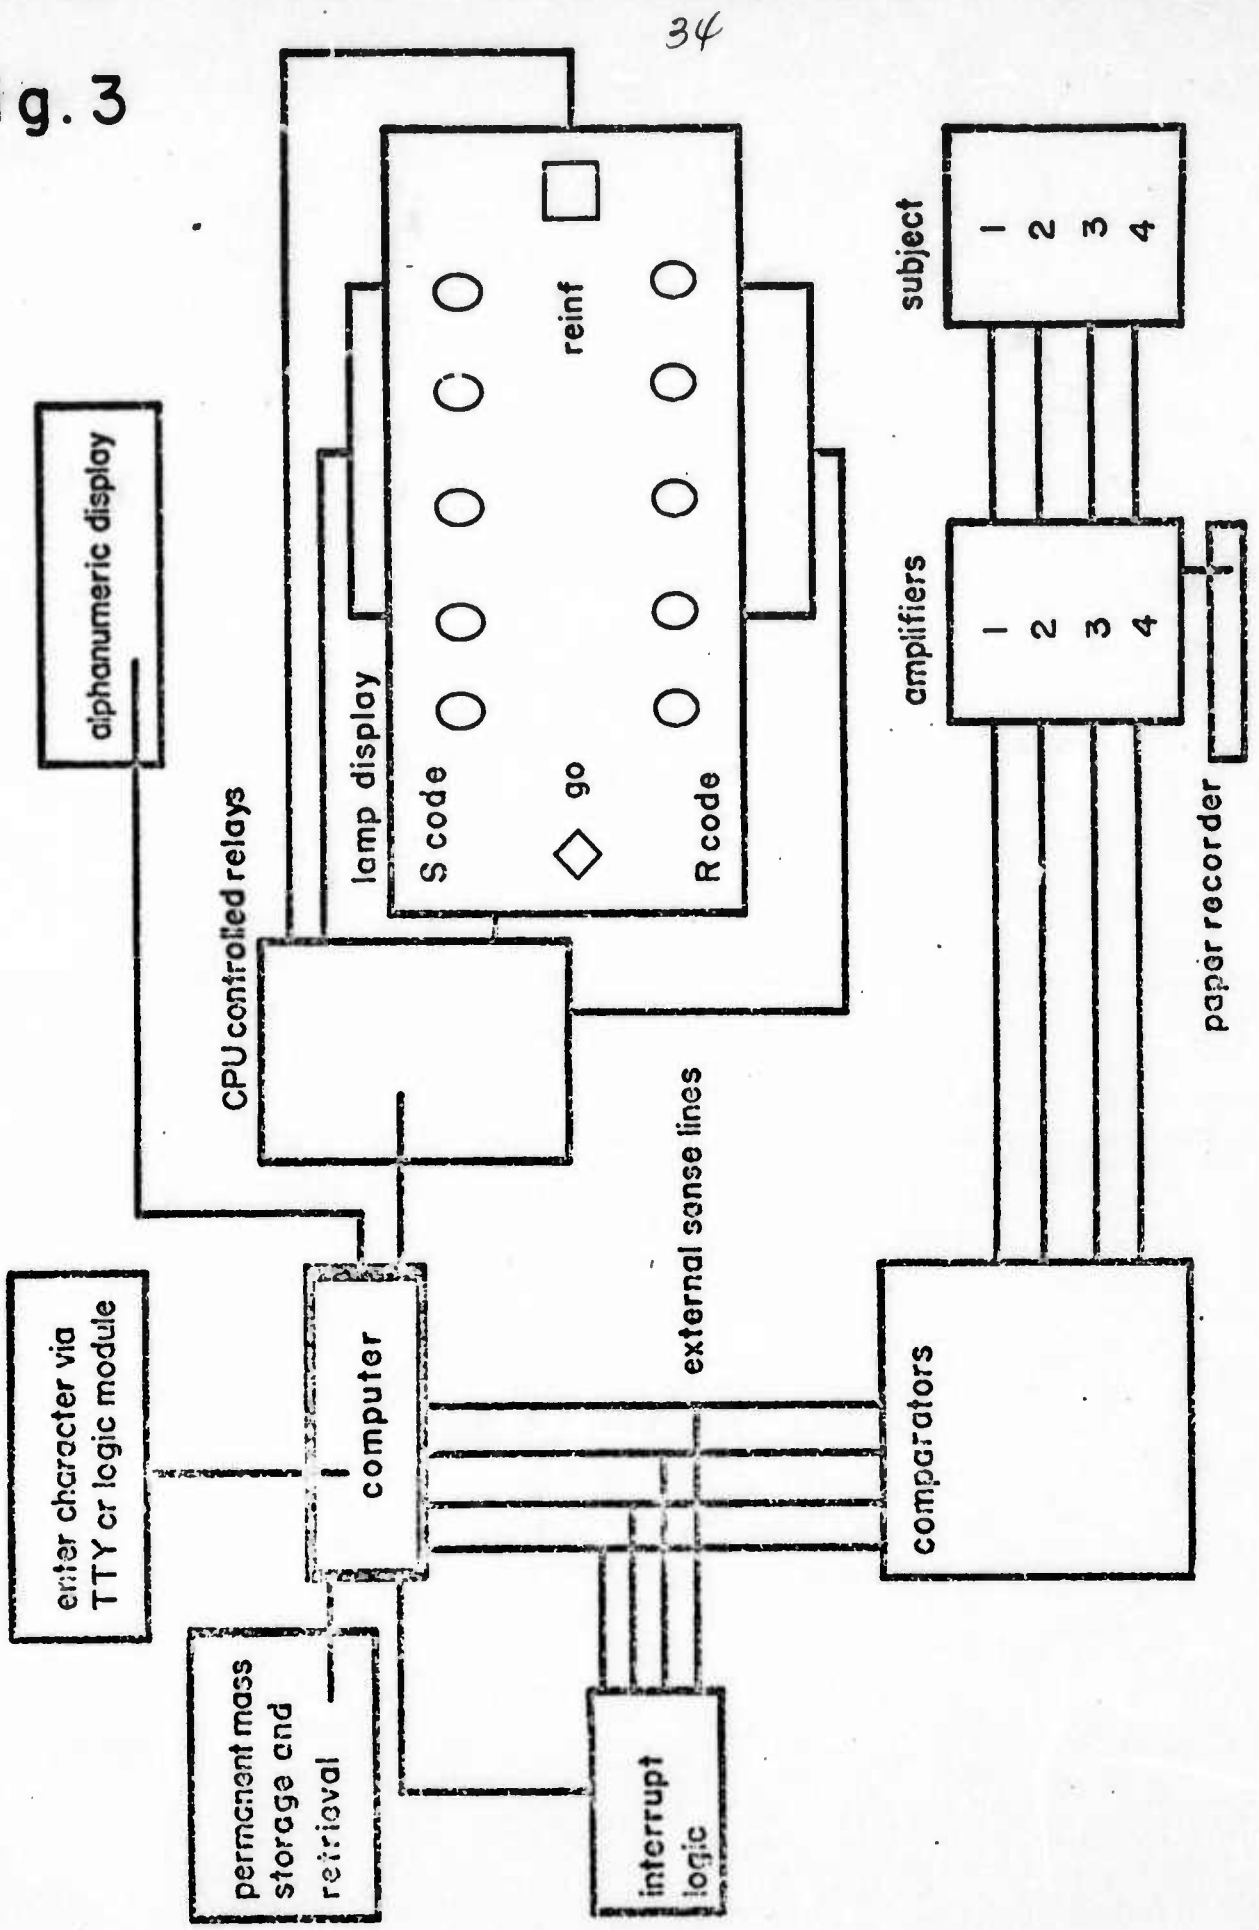 34
g. 3
enter character via
TTY or logic module
alphanumeric display
permanent mass
storage and
retrieval
computer
CPU controlled relays
lamp display
S code
go
reinf
R code
interrupt
logic
external sense lines
comparators
amplifiers
1
2
3
4
subject
1
2
3
4
paper recorder